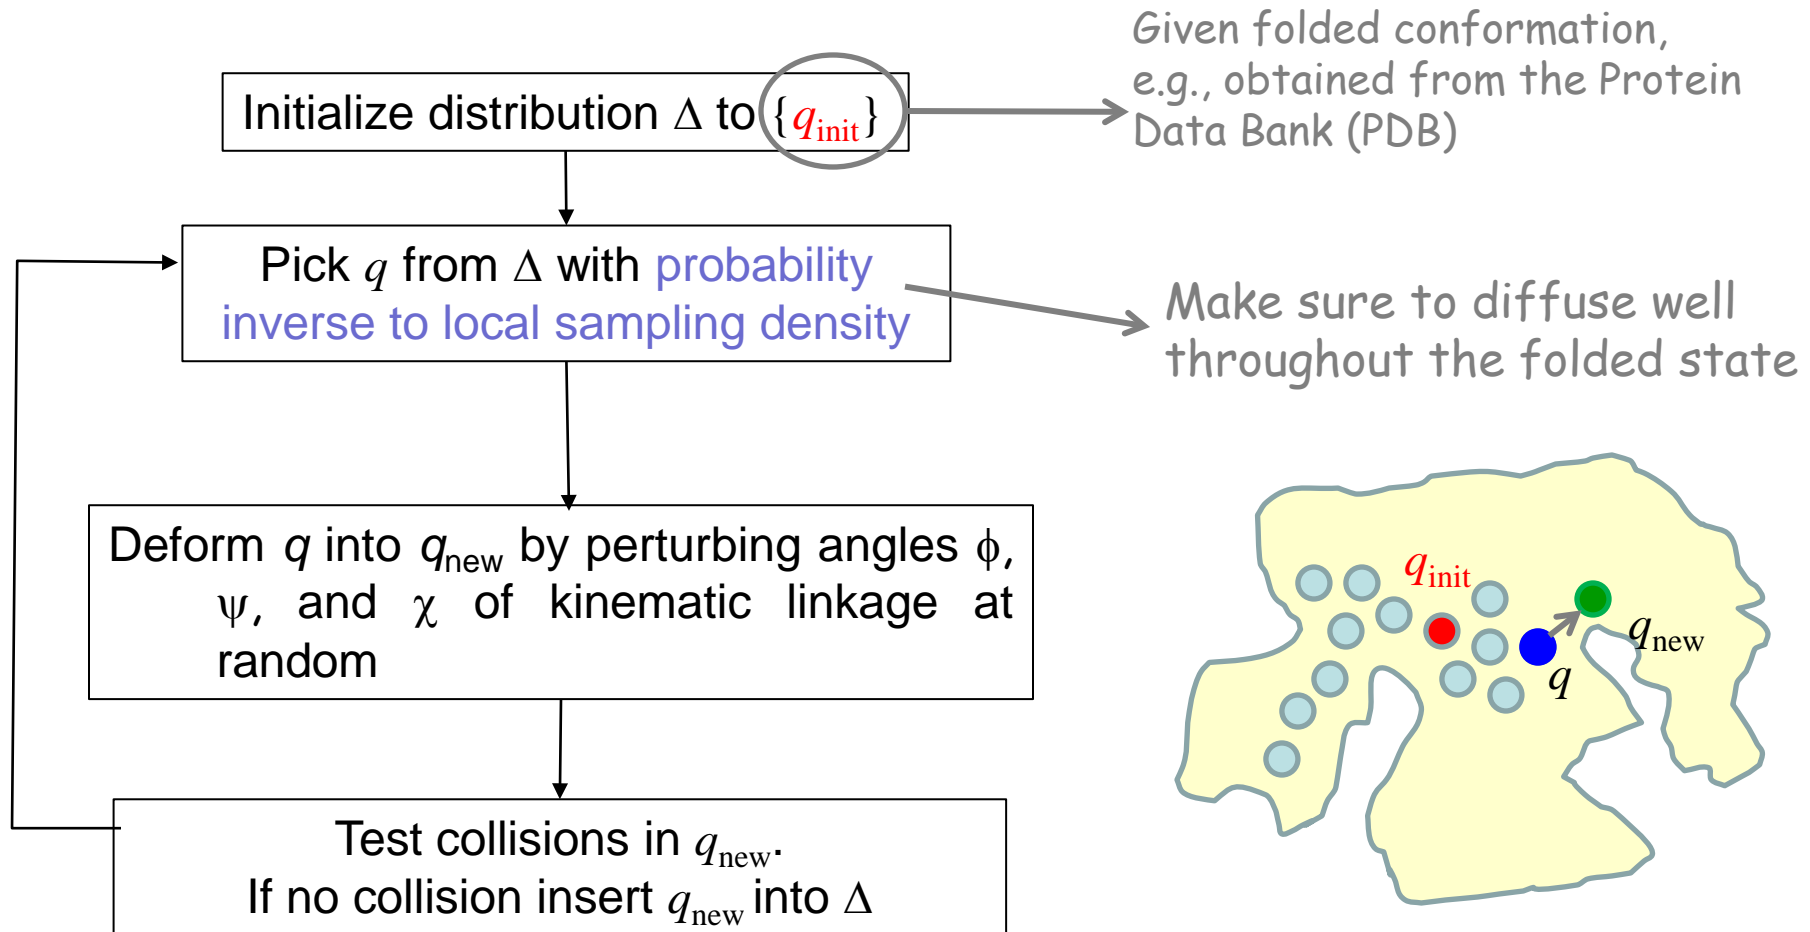 Initialize distribution Δ to {q_init}
Given folded conformation,
e.g., obtained from the Protein
Data Bank (PDB)
Pick q from Δ with probability
inverse to local sampling density
Make sure to diffuse well
throughout the folded state
Deform q into q_new by perturbing angles ϕ,
ψ, and χ of kinematic linkage at
random
Test collisions in q_new.
If no collision insert q_new into Δ
q_init
q_new
q